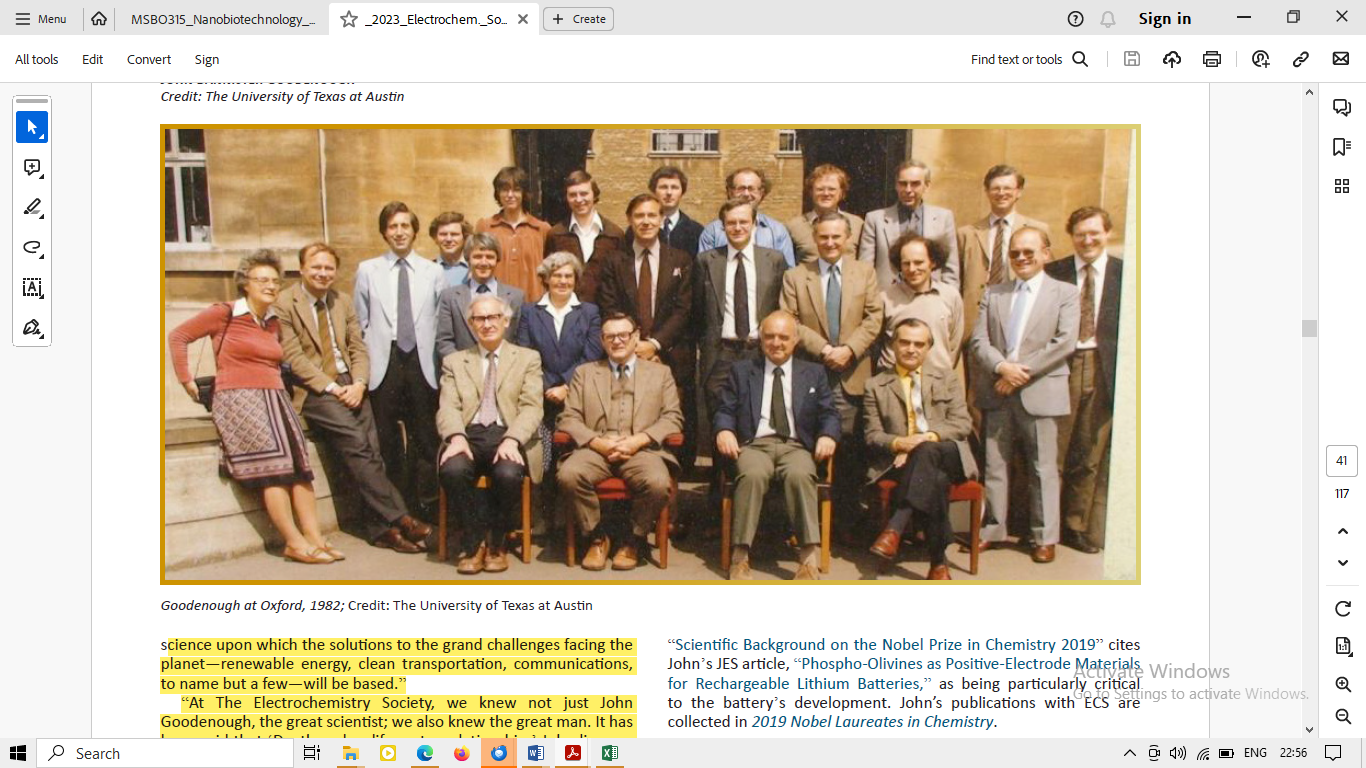 Menu
MSBO315_Nanobiotechnology_...
_2023_Electrochem._So...
Create
Sign in
All tools
Edit
Convert
Sign
Find text or tools
Credit: The University of Texas at Austin
Goodenough at Oxford, 1982; Credit: The University of Texas at Austin
science upon which the solutions to the grand challenges facing the
planet—renewable energy, clean transportation, communications,
to name but a few—will be based.”
“At The Electrochemistry Society, we knew not just John
Goodenough, the great scientist; we also knew the great man. It has
“Scientific Background on the Nobel Prize in Chemistry 2019” cites
John’s JES article, “Phospho-Olivines as Positive-Electrode Materials
for Rechargeable Lithium Batteries,” as being particularly critical
to the battery’s development. John’s publications with ECS are
collected in 2019 Nobel Laureates in Chemistry.
41
117
Activate Windows
Go to Settings to activate Windows.
Search
ENG
22:56